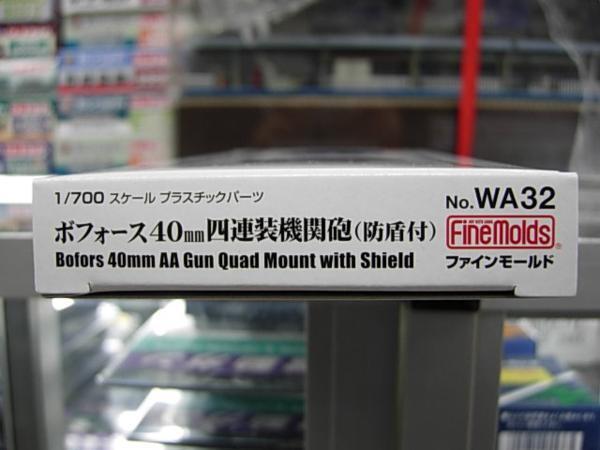 1/700 スケール プラスチックパーツ
No.WA32
ボフォース40mm四連装機関砲(防盾付)
FineMolds®
Bofors 40mm AA Gun Quad Mount with Shield
ファインモールド